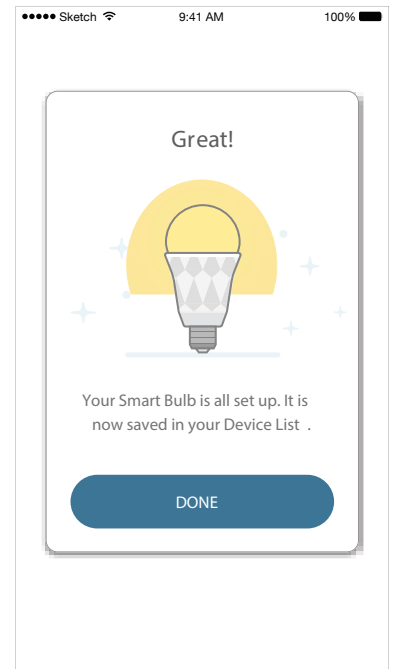 ●●●●● Sketch 9:41 AM 100%
Great!
Your Smart Bulb is all set up. It is
now saved in your Device List .
DONE